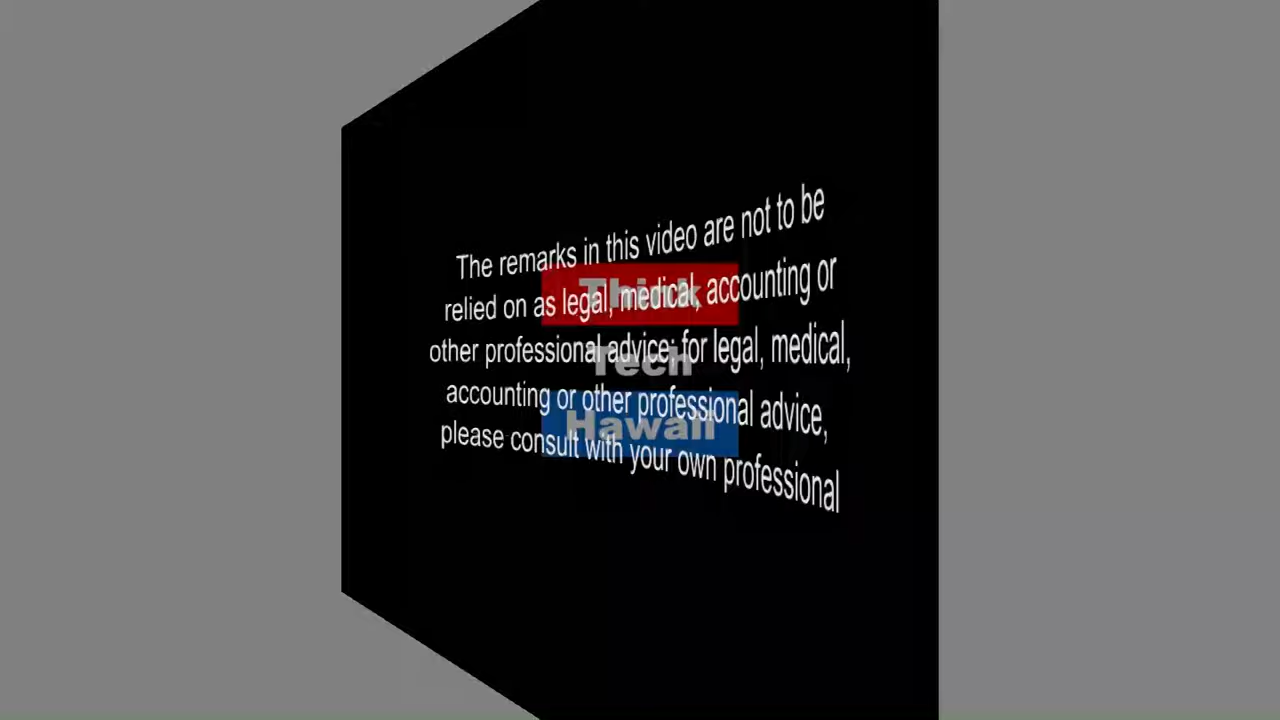 The remarks in this video are not to be
relied on as legal, medical, accounting or
other professional advice; for legal, medical,
accounting or other professional advice,
please consult with your own professional
Think
Tech
Hawaii